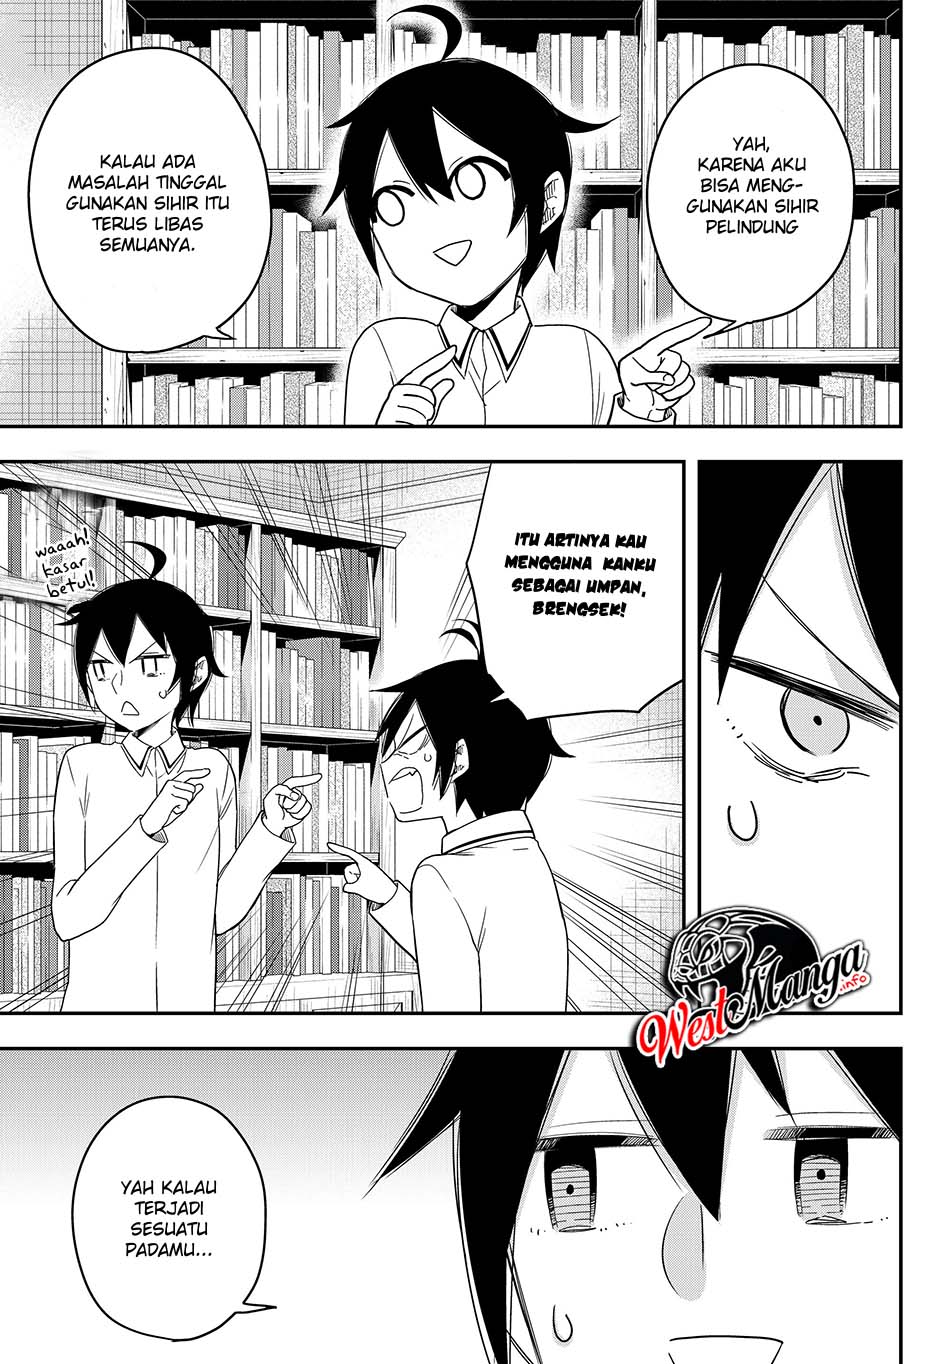 YAH,
KARENA AKU
BISA MENG-
GUNAKAN SIHIR
PELINDUNG
KALAU ADA
MASALAH TINGGAL
GUNAKAN SIHIR ITU
TERUS LIBAS
SEMUANYA.
ITU ARTINYA KAU
MENGGUNA KANKU
SEBAGAI UMPAN,
BRENGSEK!
waaah!
kasar
betul!
WestManga
.info
YAH KALAU
TERJADI
SESUATU
PADAMU...